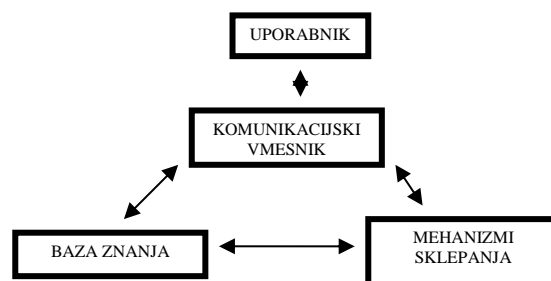 UPORABNIK
KOMUNIKACIJSKI
VMESNIK
BAZA ZNANJA
MEHANIZMI
SKLEPANJA